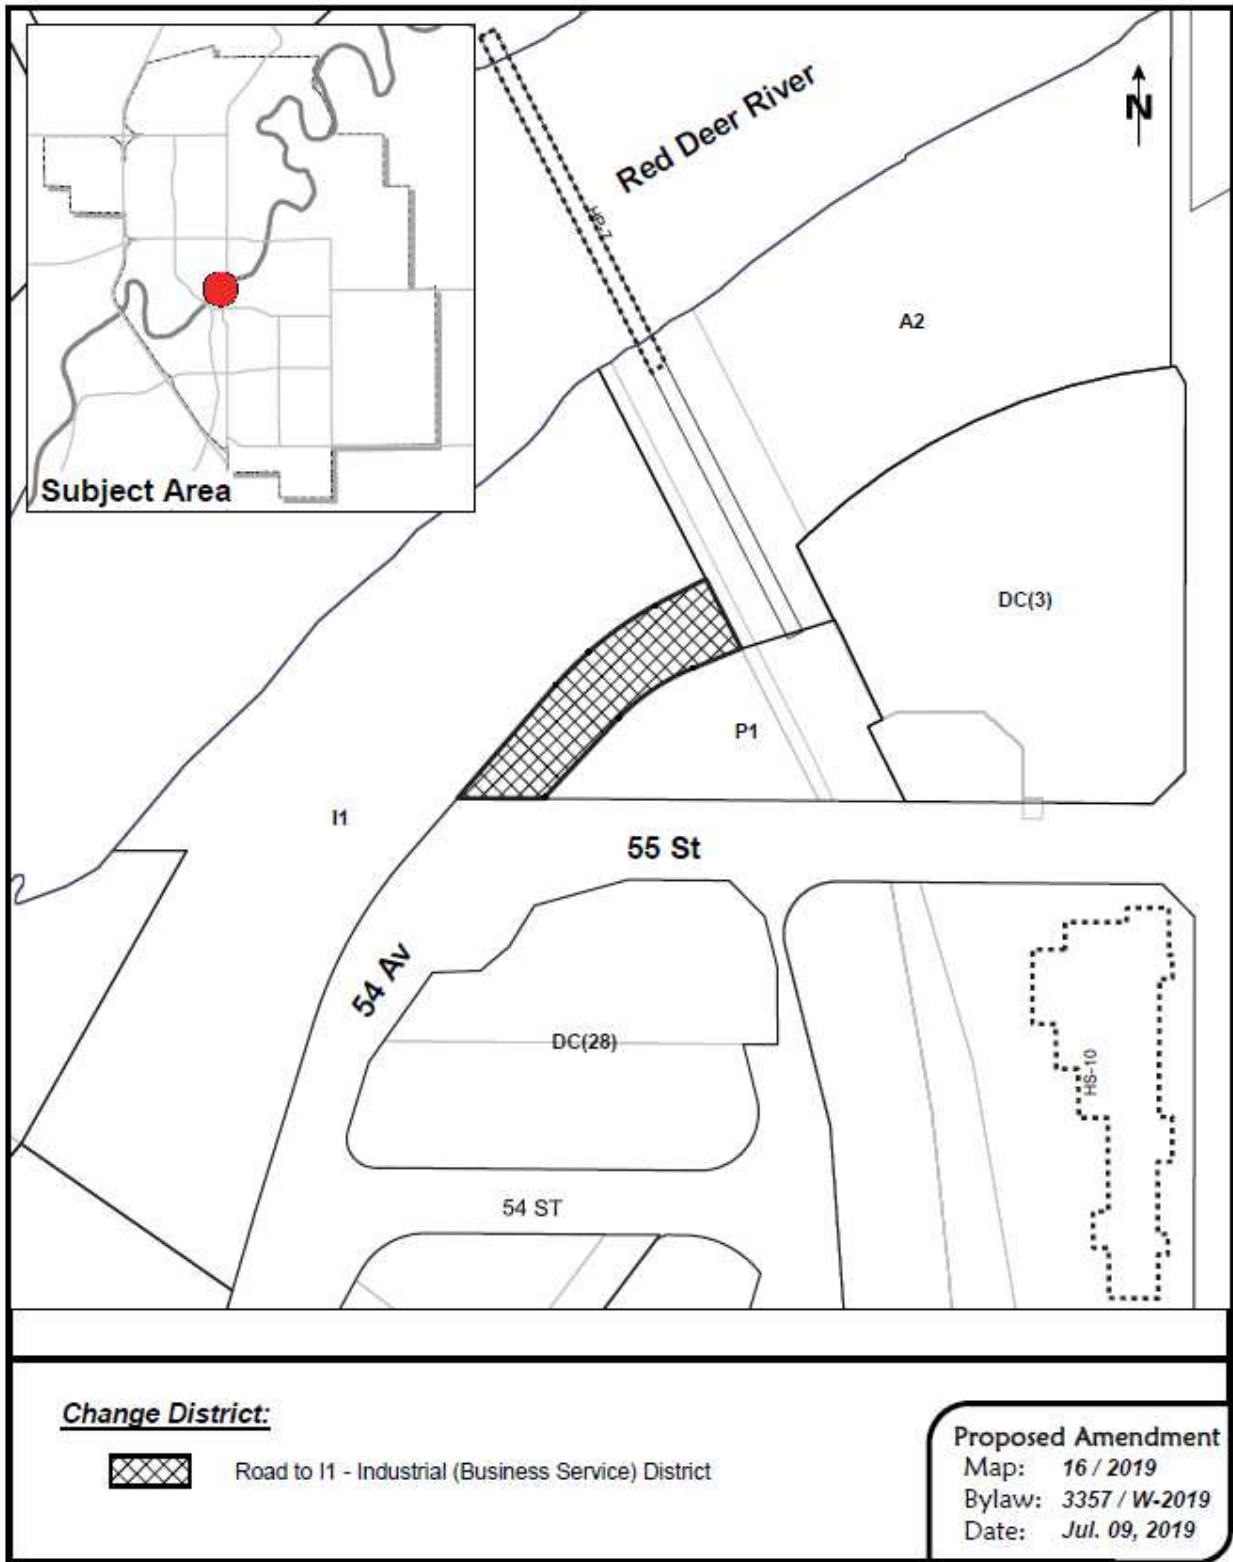 Red Deer River
N
HP-7
A2
Subject Area
DC(3)
P1
I1
55 St
54 Av
DC(28)
HS-10
54 ST
Change District:
Road to I1 - Industrial (Business Service) District
Proposed Amendment
Map: 16 / 2019
Bylaw: 3357 / W-2019
Date: Jul. 09, 2019